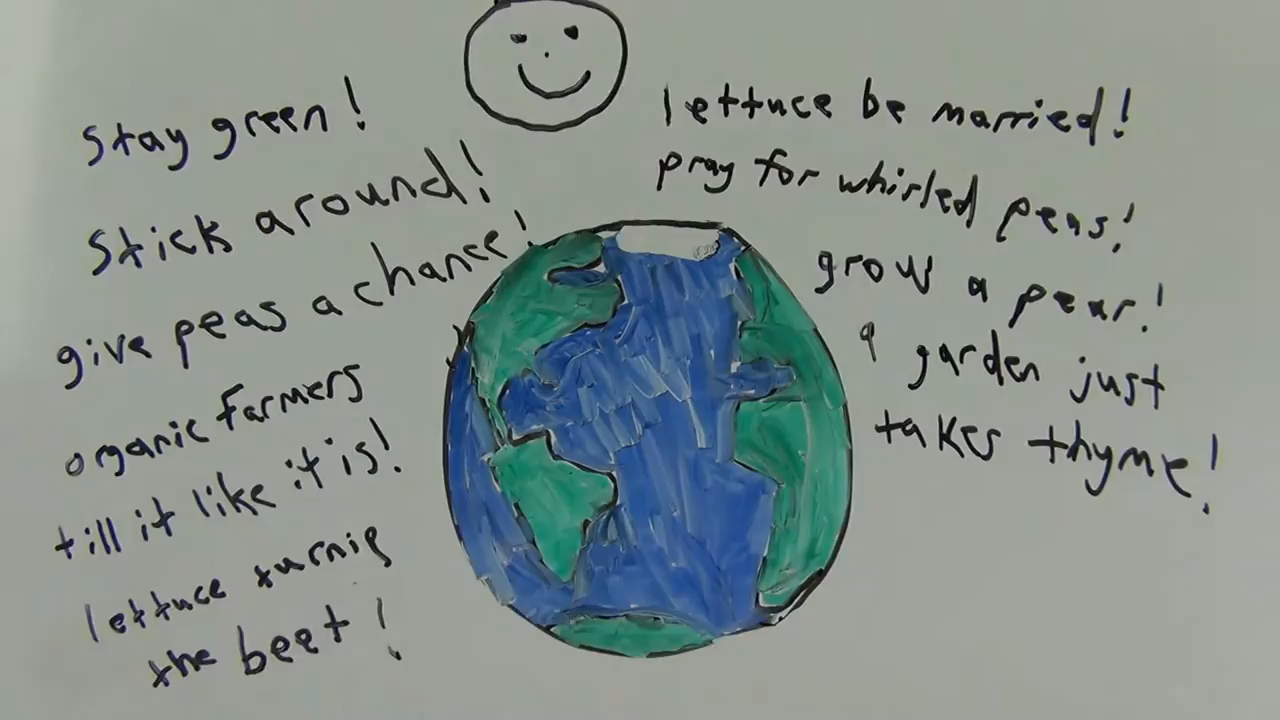 Stay green!
Stick around!
give peas a chance!
organic farmers
till it like it is!
lettuce turnip
the beet!
lettuce be married!
pray for whirled peas!
grow a pear!
a garden just
takes thyme!